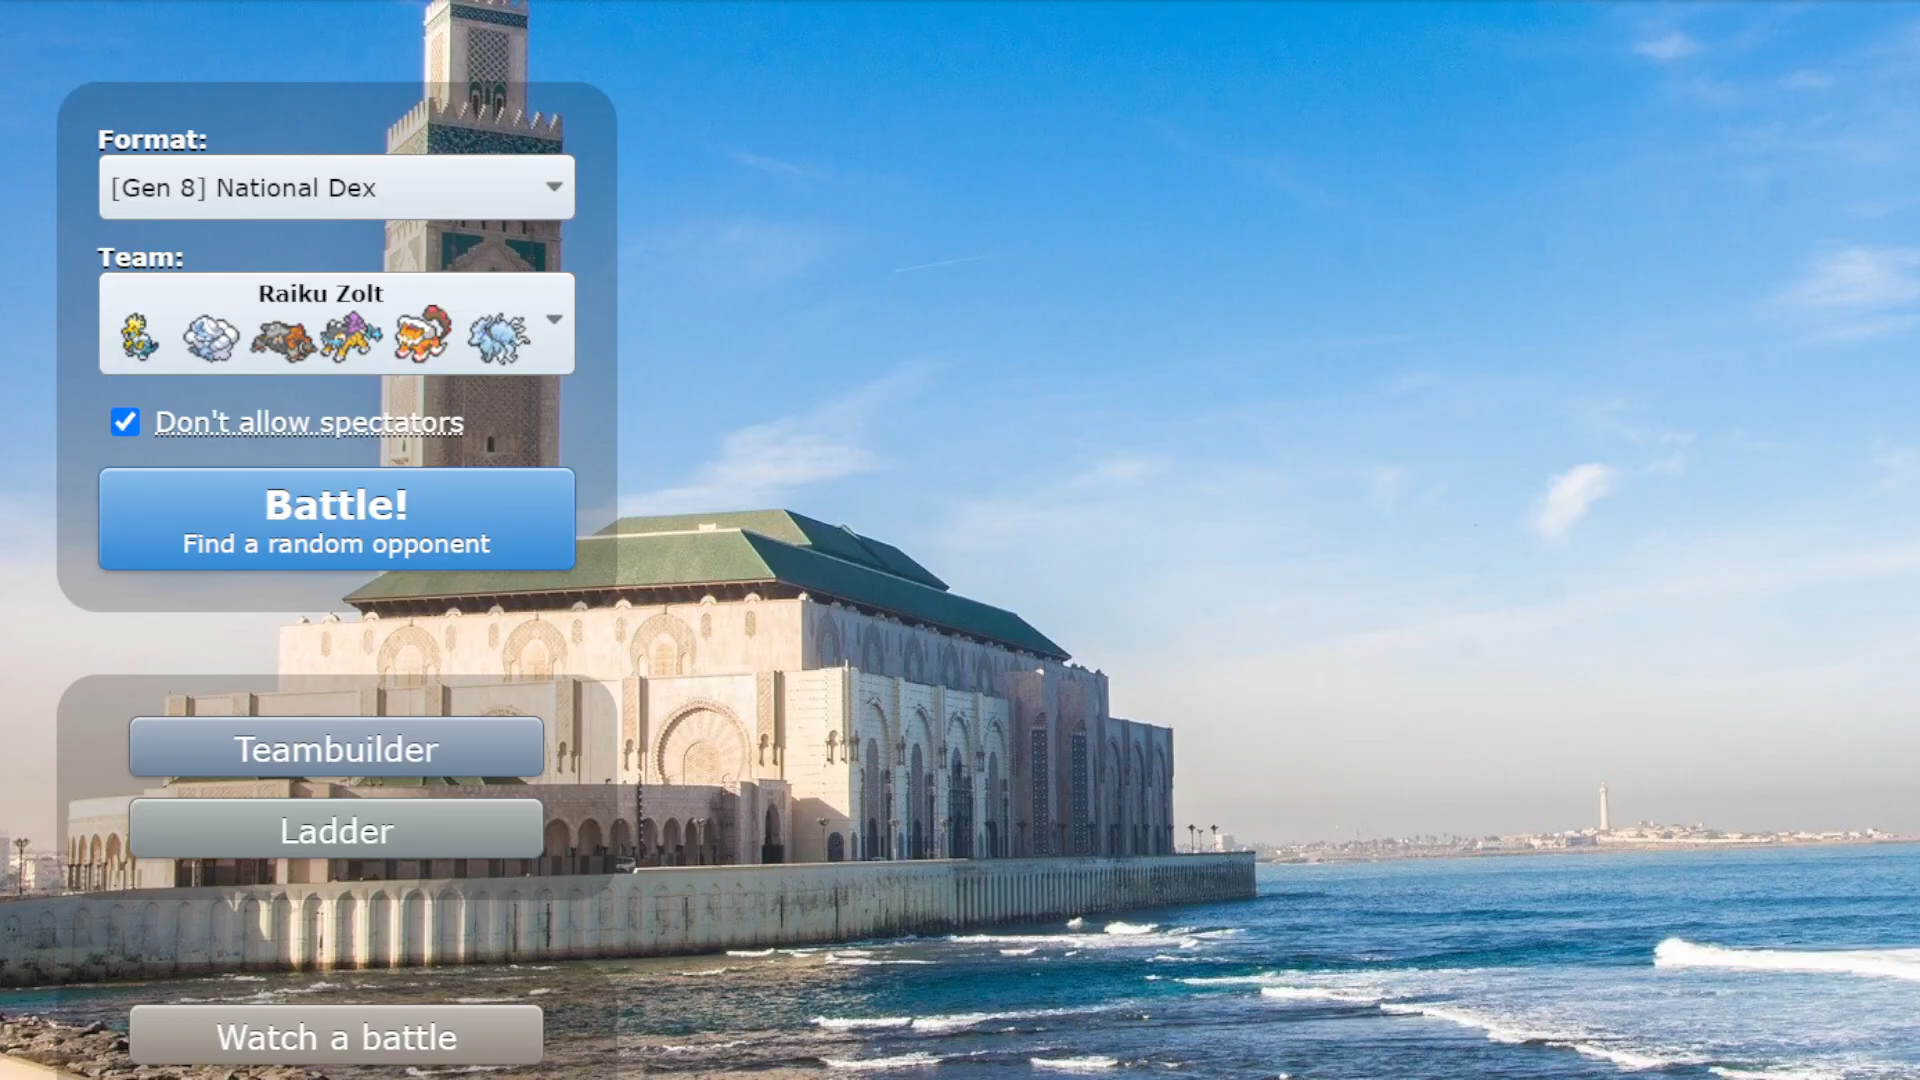 Format:
[Gen 8] National Dex
Team:
Raiku Zolt
Don't allow spectators
Battle!
Find a random opponent
Teambuilder
Ladder
Watch a battle